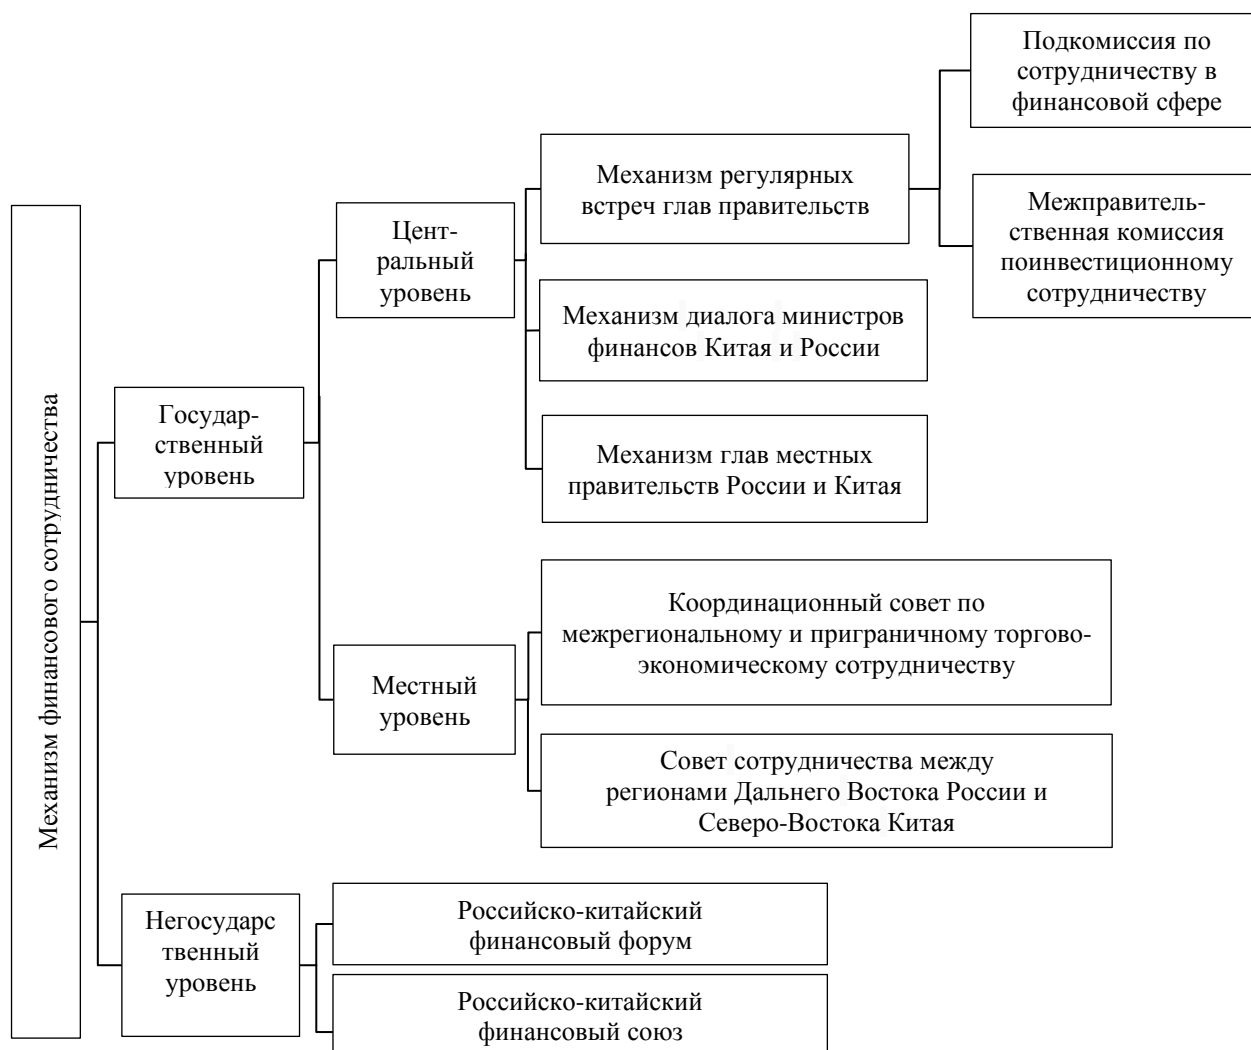 Механизм финансового сотрудничества
Государ-
ственный
уровень
Негосударс
твенный
уровень
Цент-
ральный
уровень
Местный
уровень
Механизм регулярных
встреч глав правительств
Механизм диалога министров
финансов Китая и России
Механизм глав местных
правительств России и Китая
Координационный совет по
межрегиональному и приграничному торгово-
экономическому сотрудничеству
Совет сотрудничества между
регионами Дальнего Востока России и
Северо-Востока Китая
Российско-китайский
финансовый форум
Российско-китайский
финансовый союз
Подкомиссия по
сотрудничеству в
финансовой сфере
Межправитель-
ственная комиссия
поинвестиционному
сотрудничеству